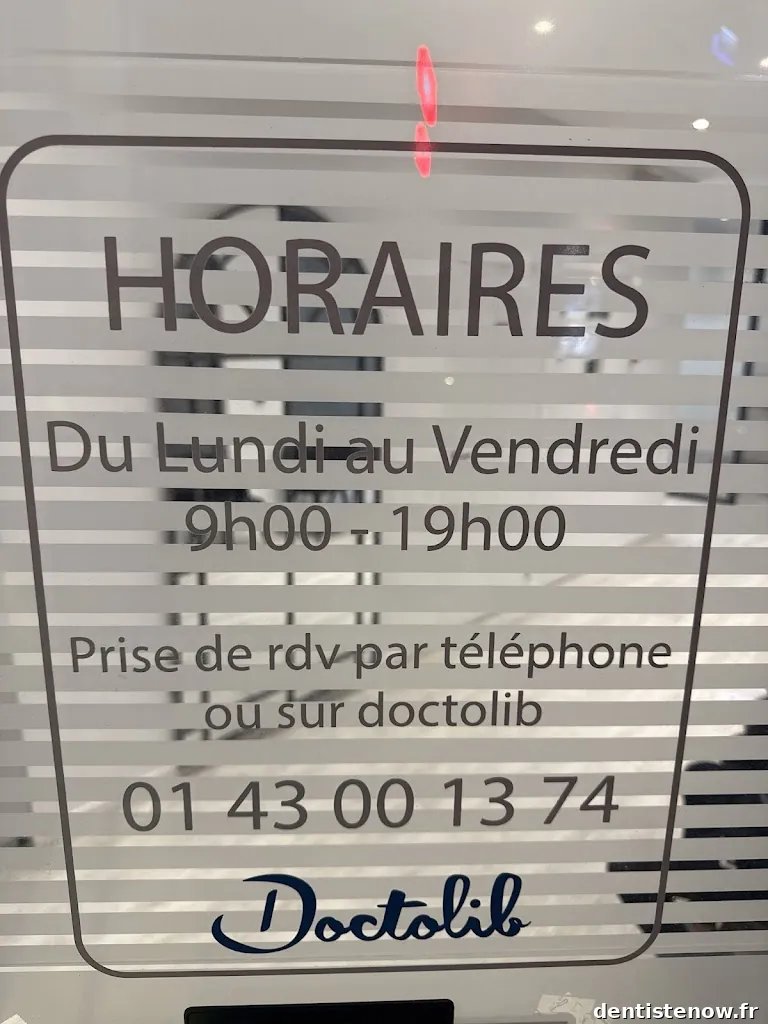 HORAIRES
Du Lundi au Vendredi
9h00 - 19h00
Prise de rdv par téléphone
ou sur doctolib
01 43 00 13 74
Doctolib
dentistenow.fr